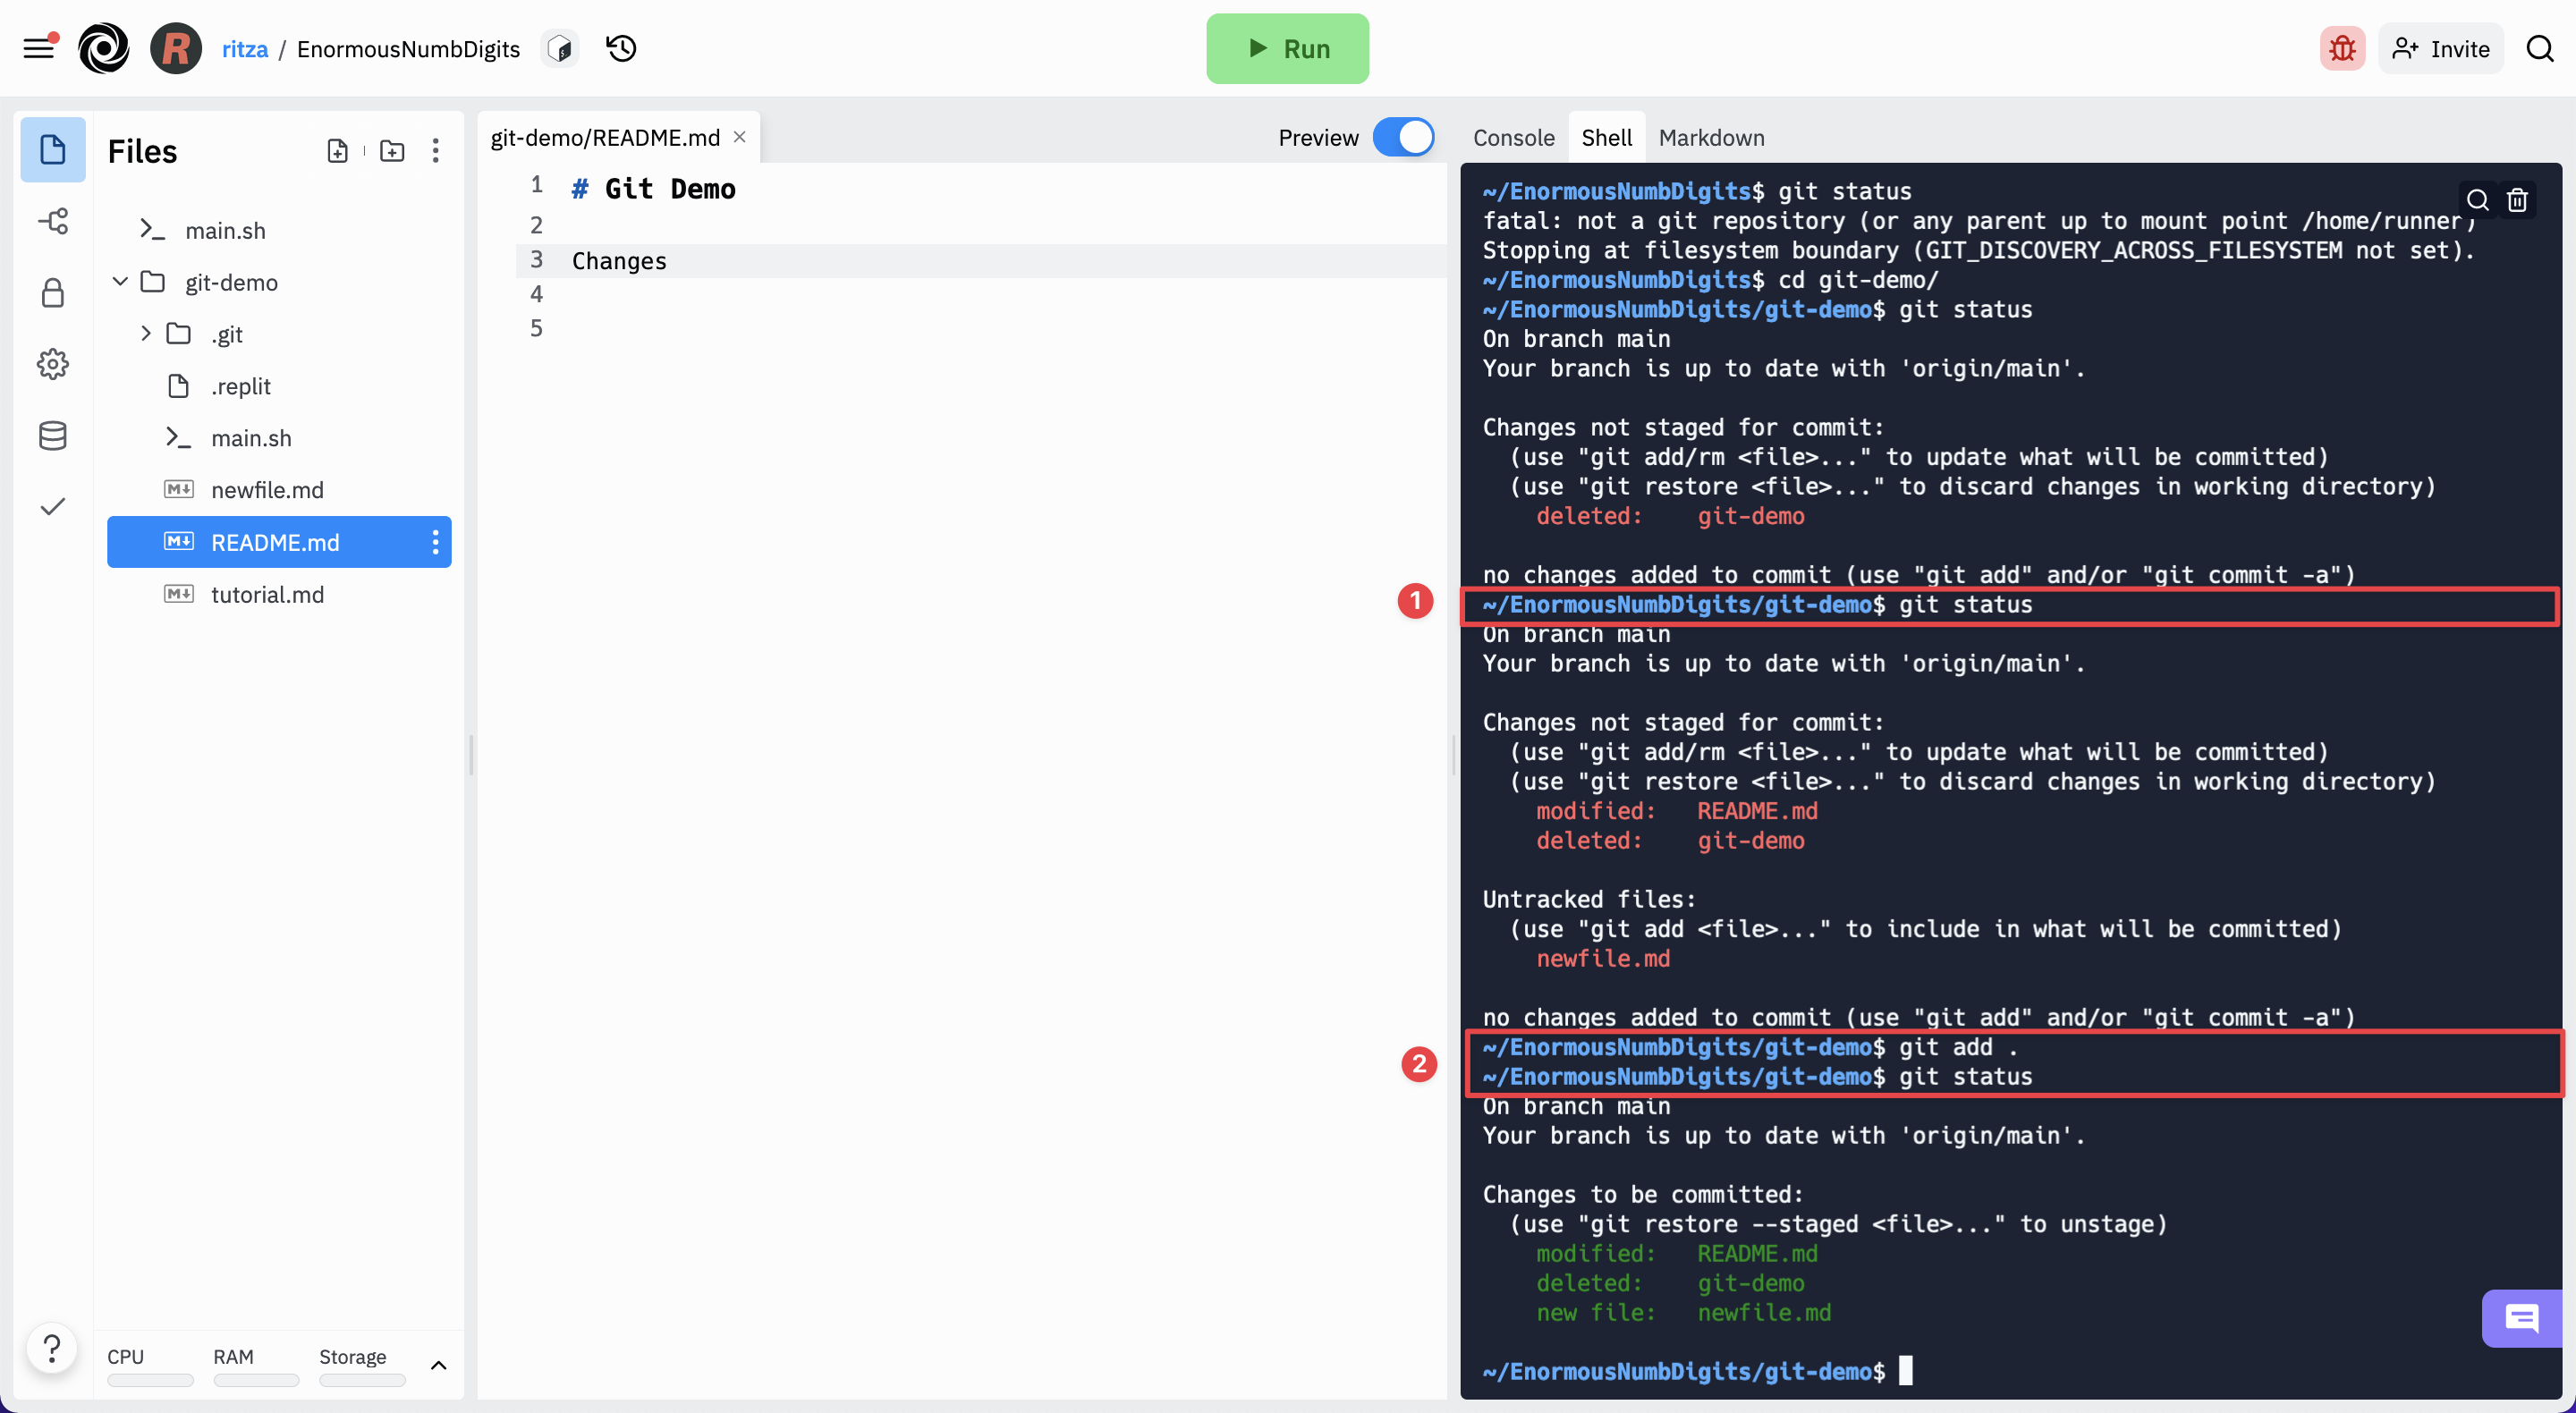 R ritza / EnormousNumbDigits
Run
Invite
Files
main.sh
git-demo
.git
.replit
main.sh
newfile.md
README.md
tutorial.md
CPU RAM Storage
?
git-demo/README.md
Preview
1 # Git Demo
2
3 Changes
4
5
Console Shell Markdown
~/EnormousNumbDigits$ git status
fatal: not a git repository (or any parent up to mount point /home/runner)
Stopping at filesystem boundary (GIT_DISCOVERY_ACROSS_FILESYSTEM not set).
~/EnormousNumbDigits$ cd git-demo/
~/EnormousNumbDigits/git-demo$ git status
On branch main
Your branch is up to date with 'origin/main'.
Changes not staged for commit:
(use "git add/rm <file>..." to update what will be committed)
(use "git restore <file>..." to discard changes in working directory)
deleted: git-demo
no changes added to commit (use "git add" and/or "git commit -a")
1
~/EnormousNumbDigits/git-demo$ git status
On branch main
Your branch is up to date with 'origin/main'.
Changes not staged for commit:
(use "git add/rm <file>..." to update what will be committed)
(use "git restore <file>..." to discard changes in working directory)
modified: README.md
deleted: git-demo
Untracked files:
(use "git add <file>..." to include in what will be committed)
newfile.md
no changes added to commit (use "git add" and/or "git commit -a")
2
~/EnormousNumbDigits/git-demo$ git add .
~/EnormousNumbDigits/git-demo$ git status
On branch main
Your branch is up to date with 'origin/main'.
Changes to be committed:
(use "git restore --staged <file>..." to unstage)
modified: README.md
deleted: git-demo
new file: newfile.md
~/EnormousNumbDigits/git-demo$